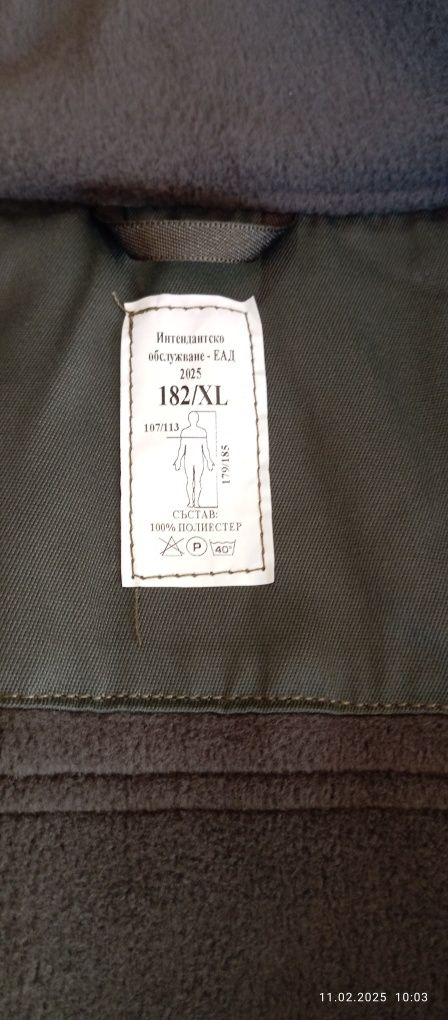 Интендантско
обслужване - ЕАД
2025
182/XL
107/113
179/185
СЪСТАВ:
100% ПОЛИЕСТЕР
P
40°
11.02.2025 10:03